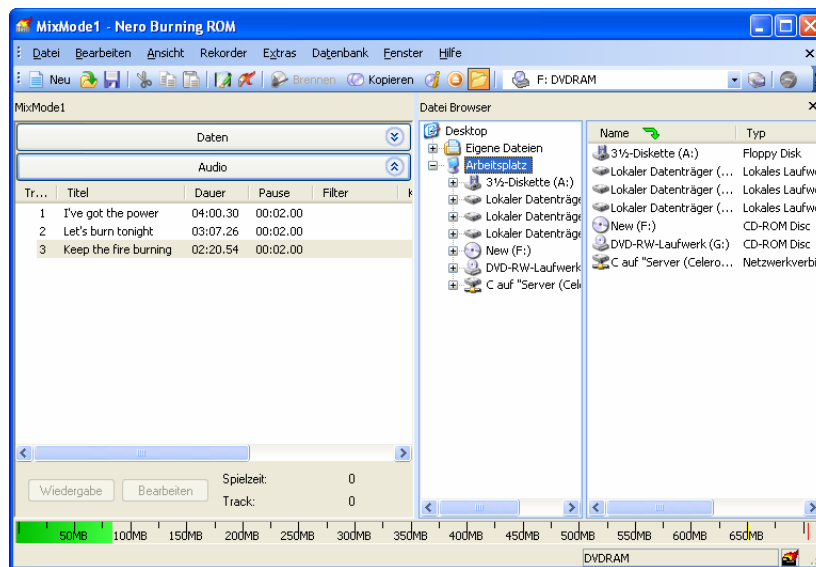 MixMode1 - Nero Burning ROM
Datei Bearbeiten Ansicht Rekorder Extras Datenbank Fenster Hilfe
Neu Brennen Kopieren F: DVDRAM
MixMode1
Daten
Audio
Tr... Titel Dauer Pause Filter
1 I've got the power 04:00.30 00:02.00
2 Let's burn tonight 03:07.26 00:02.00
3 Keep the fire burning 02:20.54 00:02.00
Wiedergabe Bearbeiten
Spielzeit: 0
Track: 0
Datei Browser
Desktop
Eigene Dateien
Arbeitsplatz
3½-Diskette (A:)
Lokaler Datenträge
Lokaler Datenträge
Lokaler Datenträge
New (F:)
DVD-RW-Laufwerk
C auf "Server (Cel
Name Typ
3½-Diskette (A:) Floppy Disk
Lokaler Datenträger (... Lokales Laufw
Lokaler Datenträger (... Lokales Laufw
Lokaler Datenträger (... Lokales Laufw
New (F:) CD-ROM Disc
DVD-RW-Laufwerk (G:) CD-ROM Disc
C auf "Server (Celero... Netzwerkverbi
50MB 100MB 150MB 200MB 250MB 300MB 350MB 400MB 450MB 500MB 550MB 600MB 650MB
DVDRAM